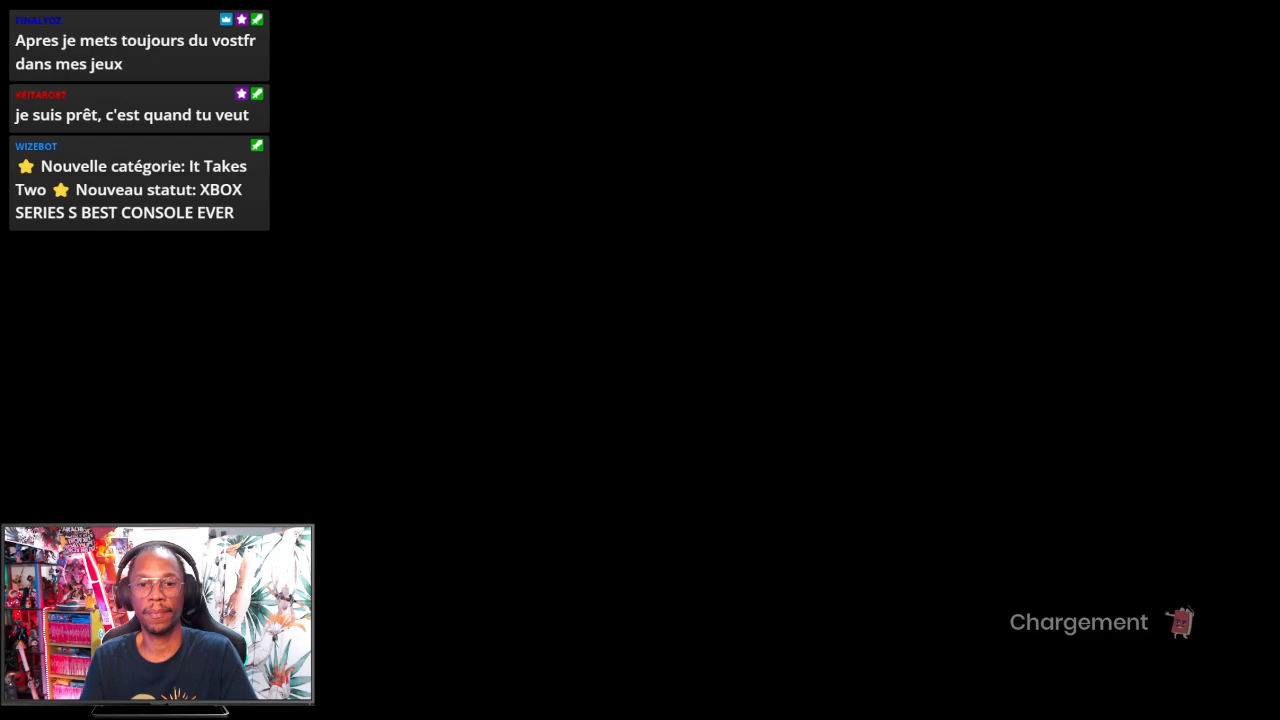 FINALYOZ
Apres je mets toujours du vostfr
dans mes jeux
je suis prêt, c'est quand tu veut
WIZEBOT
⭐ Nouvelle catégorie: It Takes
Two ⭐ Nouveau statut: XBOX
SERIES S BEST CONSOLE EVER
Chargement